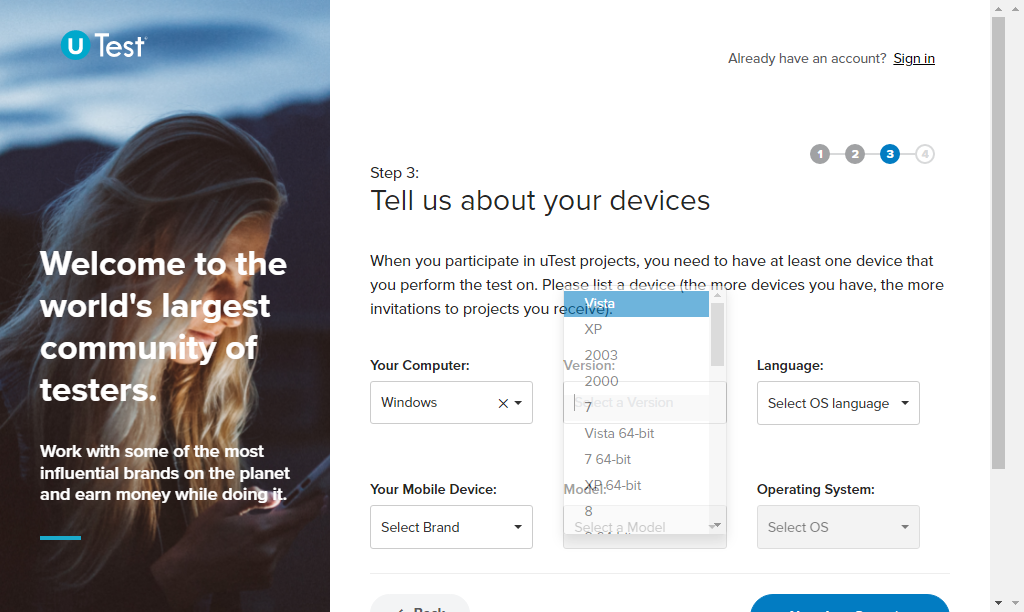 U Test
Already have an account? Sign in
1 2 3 4
Step 3:
Tell us about your devices
Welcome to the
world's largest
community of
testers.
Work with some of the most
influential brands on the planet
and earn money while doing it.
When you participate in uTest projects, you need to have at least one device that
you perform the test on. Please list a device (the more devices you have, the more
invitations to projects you receive).
Your Computer:
Windows
Version:
Select a Version
Vista
XP
2003
2000
7
Vista 64-bit
7 64-bit
XP 64-bit
8
Language:
Select OS language
Your Mobile Device:
Select Brand
Model:
Select a Model
Operating System:
Select OS
Back